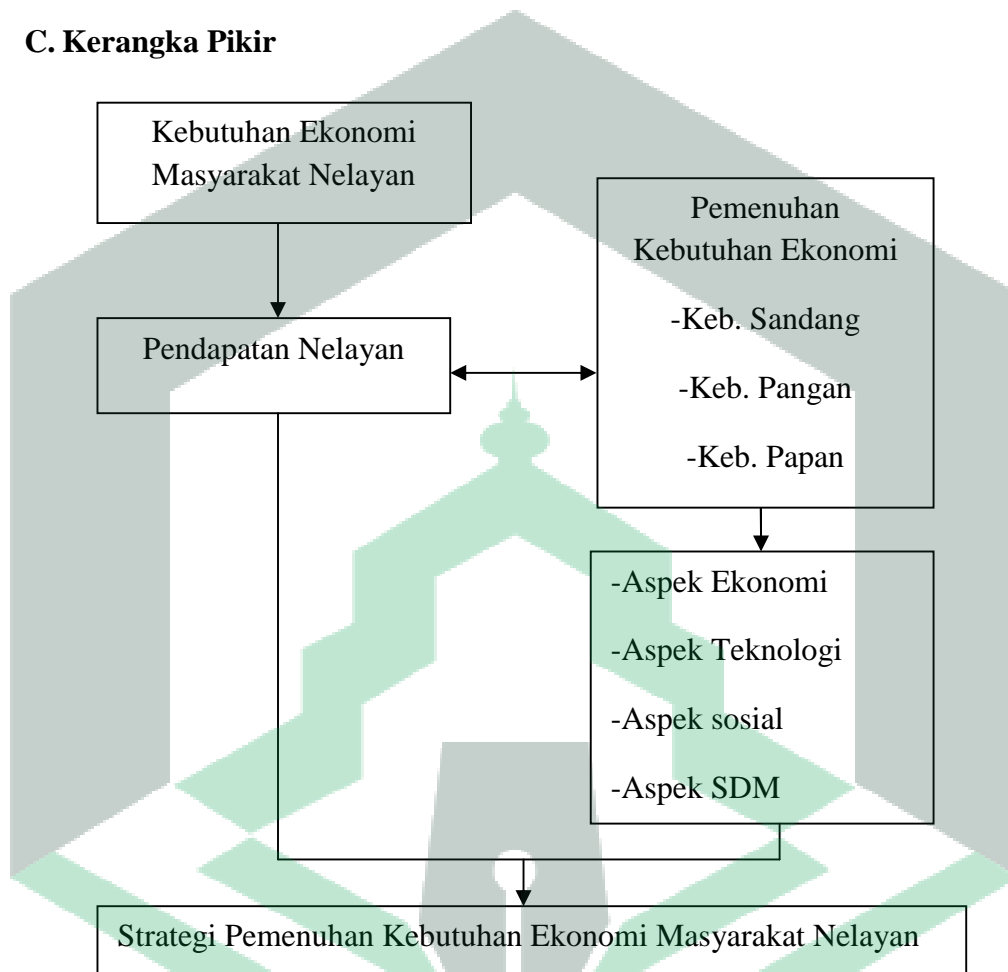 C. Kerangka Pikir
Kebutuhan Ekonomi
Masyarakat Nelayan
Pemenuhan
Kebutuhan Ekonomi
-Keb. Sandang
-Keb. Pangan
-Keb. Papan
Pendapatan Nelayan
-Aspek Ekonomi
-Aspek Teknologi
-Aspek sosial
-Aspek SDM
Strategi Pemenuhan Kebutuhan Ekonomi Masyarakat Nelayan